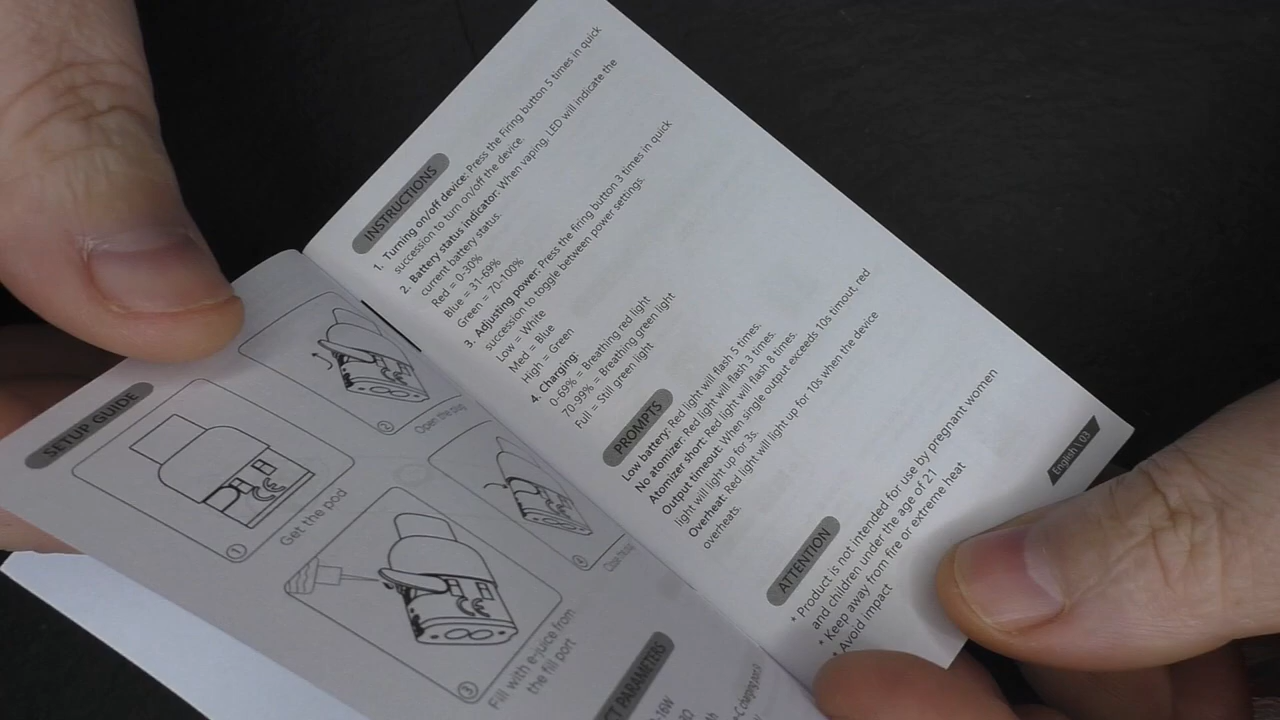 SETUP GUIDE
①
Get the pod
②
Open the plug
③
Fill with e-juice from
the fill port
④
PARAMETERS
-16W
INSTRUCTIONS
1. Turning on/off device: Press the Firing button 5 times in quick
succession to turn on/off the device.
2. Battery status indicator: When vaping, LED will indicate the
current battery status.
Red = 0-30%
Blue = 31-69%
Green = 70-100%
3. Adjusting power: Press the firing button 3 times in quick
succession to toggle between power settings.
Low = White
Med = Blue
High = Green
4. Charging:
0-69% = Breathing red light
70-99% = Breathing green light
Full = Still green light
PROMPTS
Low battery: Red light will flash 5 times.
No atomizer: Red light will flash 3 times.
Atomizer short: Red light will flash 8 times.
Output timeout: When single output exceeds 10s timout, red
light will light up for 3s.
Overheat: Red light will light up for 10s when the device
overheats.
ATTENTION
* Product is not intended for use by pregnant women
and children under the age of 21
* Keep away from fire or extreme heat
* Avoid impact
English \ 03